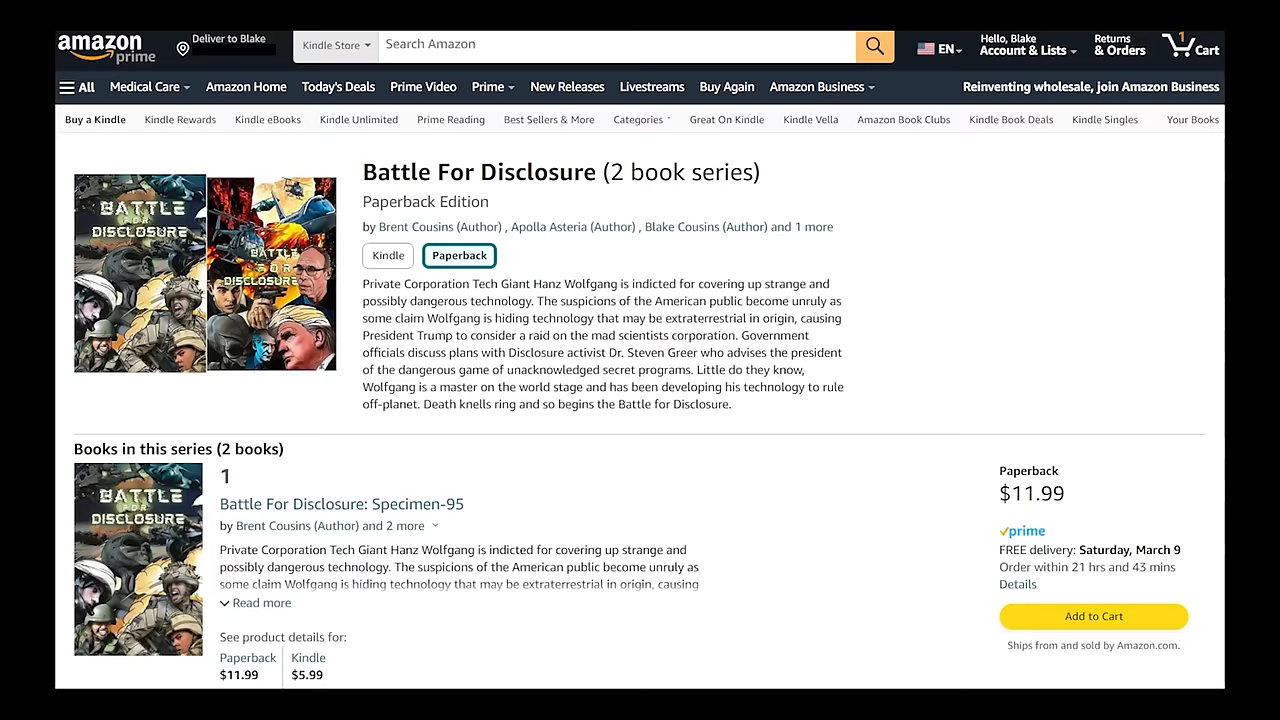 amazon
prime
Deliver to Blake
Kindle Store
Search Amazon
EN
Hello, Blake
Account & Lists
Returns
& Orders
1
Cart
All
Medical Care
Amazon Home
Today's Deals
Prime Video
Prime
New Releases
Livestreams
Buy Again
Amazon Business
Reinventing wholesale, join Amazon Business
Buy a Kindle
Kindle Rewards
Kindle eBooks
Kindle Unlimited
Prime Reading
Best Sellers & More
Categories
Great On Kindle
Kindle Vella
Amazon Book Clubs
Kindle Book Deals
Kindle Singles
Your Books
BATTLE
FOR
DISCLOSURE
BATTLE
FOR
DISCLOSURE
Battle For Disclosure (2 book series)
Paperback Edition
by Brent Cousins (Author) , Apolla Asteria (Author) , Blake Cousins (Author) and 1 more
Kindle
Paperback
Private Corporation Tech Giant Hanz Wolfgang is indicted for covering up strange and
possibly dangerous technology. The suspicions of the American public become unruly as
some claim Wolfgang is hiding technology that may be extraterrestrial in origin, causing
President Trump to consider a raid on the mad scientists corporation. Government
officials discuss plans with Disclosure activist Dr. Steven Greer who advises the president
of the dangerous game of unacknowledged secret programs. Little do they know,
Wolfgang is a master on the world stage and has been developing his technology to rule
off-planet. Death knells ring and so begins the Battle for Disclosure.
Books in this series (2 books)
BATTLE
FOR
DISCLOSURE
1
Battle For Disclosure: Specimen-95
by Brent Cousins (Author) and 2 more
Private Corporation Tech Giant Hanz Wolfgang is indicted for covering up strange and
possibly dangerous technology. The suspicions of the American public become unruly as
some claim Wolfgang is hiding technology that may be extraterrestrial in origin, causing
Read more
See product details for:
Paperback
$11.99
Kindle
$5.99
Paperback
$11.99
prime
FREE delivery: Saturday, March 9
Order within 21 hrs and 43 mins
Details
Add to Cart
Ships from and sold by Amazon.com.